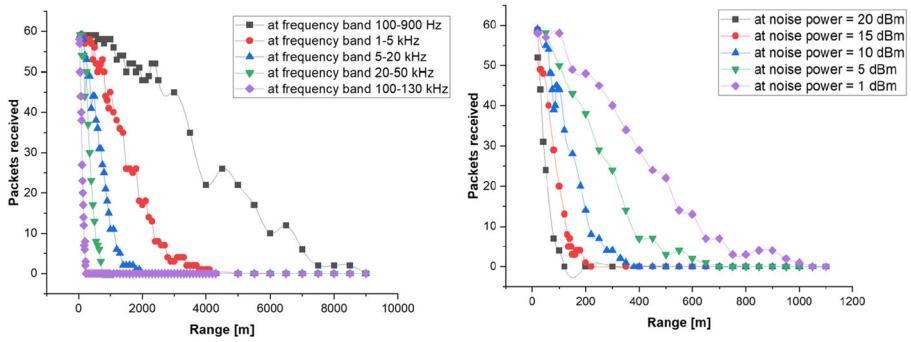 at frequency band 100-900 Hz
at frequency band 1-5 kHz
at frequency band 5-20 kHz
at frequency band 20-50 kHz
at frequency band 100-130 kHz
60
50
40
30
20
10
0
Packets received
0 2000 4000 6000 8000 10000
Range [m]
at noise power = 20 dBm
at noise power = 15 dBm
at noise power = 10 dBm
at noise power = 5 dBm
at noise power = 1 dBm
60
50
40
30
20
10
0
Packets received
0 200 400 600 800 1000 1200
Range [m]